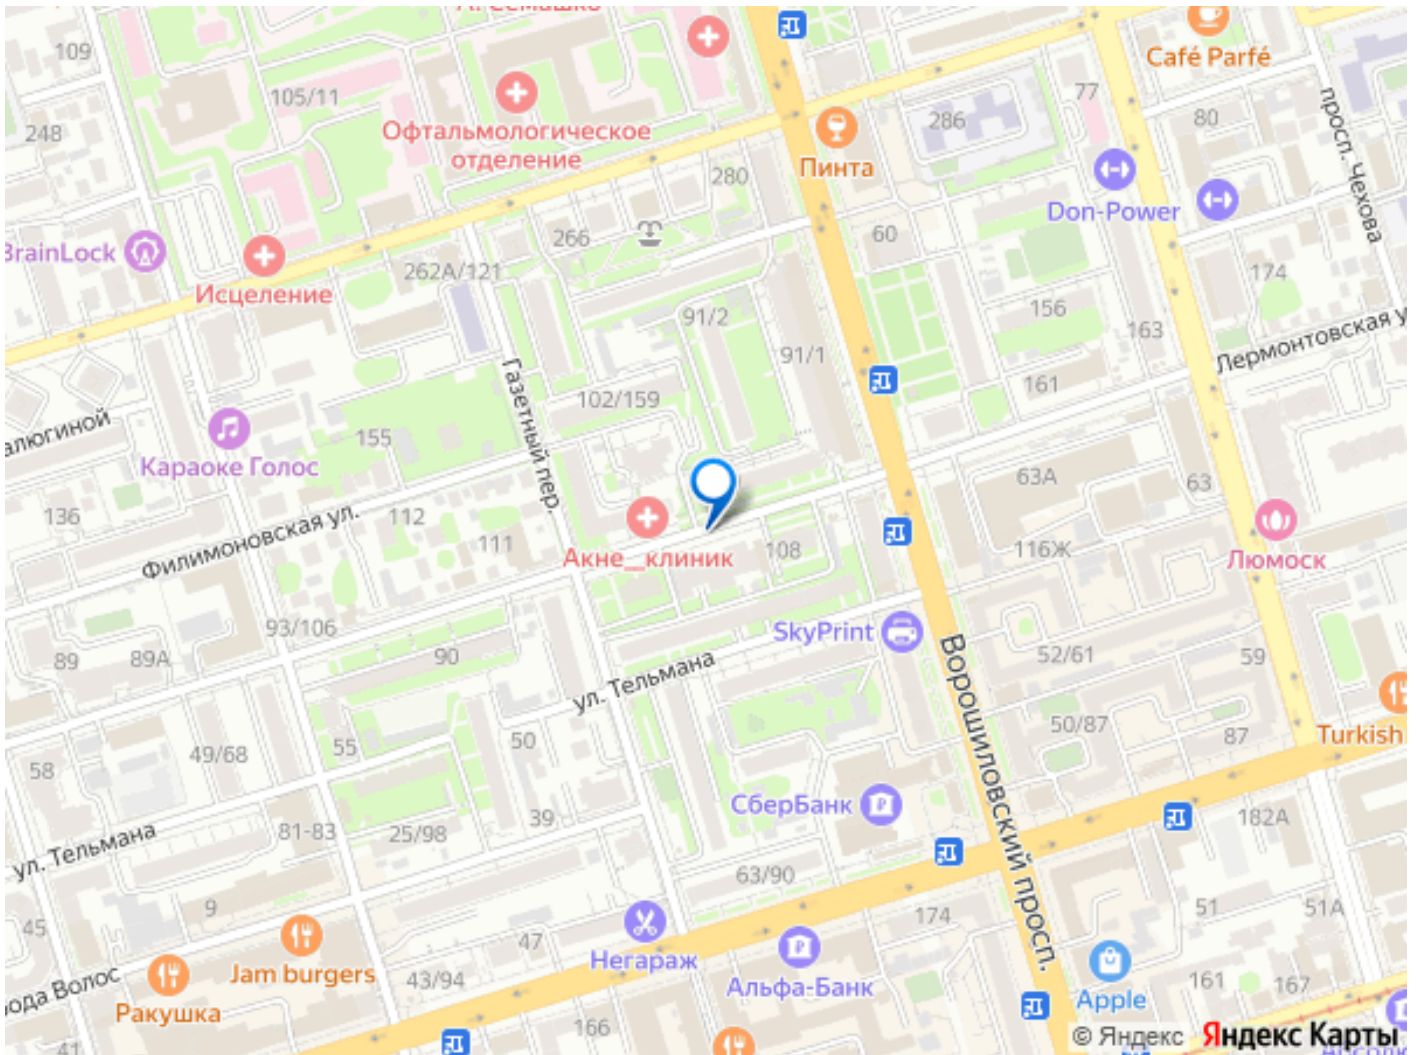 Café Parfé
109
105/11
77
286
80
просп. Чехова
248
Офтальмологическое
отделение
Пинта
280
Don-Power
BrainLock
266
60
262А/121
174
Исцеление
156
91/2
163
Лермонтовская у
91/1
161
Газетный пер.
102/159
155
Караоке Голос
63А
63
136
112
Филимоновская ул.
111
Акне_клиник
108
116Ж
Люмоск
93/106
SkyPrint
89
89А
90
52/61
59
ул. Тельмана
Ворошиловский просп.
50/87
87
Turkish
49/68
55
50
58
СберБанк
39
182А
ул. Тельмана
81-83
25/98
63/90
9
174
51
51А
45
47
Негараж
Jam burgers
43/94
Альфа-Банк
161
167
Apple
Ракушка
166
41
© Яндекс
Яндекс Карты